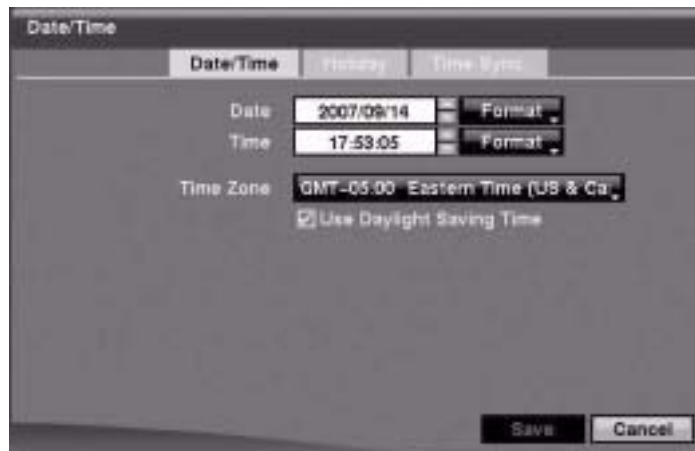 Date/Time
Date/Time Holiday Time Sync
Date 2007/09/14 Format
Time 17:53:05 Format
Time Zone GMT-05:00 Eastern Time (US & Ca
Use Daylight Saving Time
Save Cancel